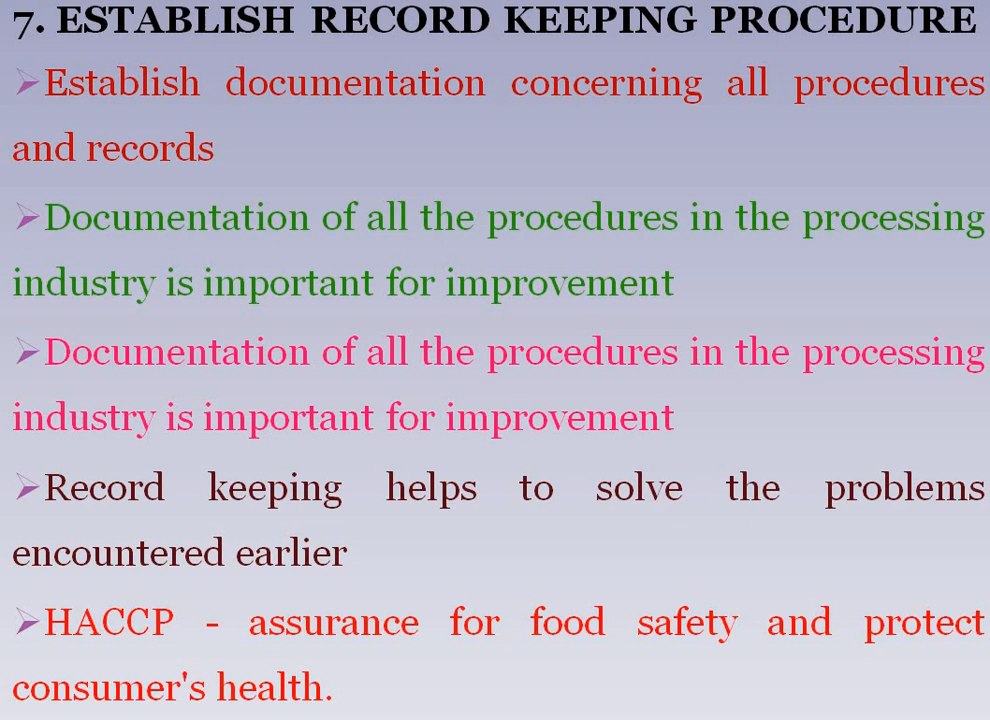 7. ESTABLISH RECORD KEEPING PROCEDURE
➢Establish documentation concerning all procedures
and records
➢Documentation of all the procedures in the processing
industry is important for improvement
➢Documentation of all the procedures in the processing
industry is important for improvement
➢Record keeping helps to solve the problems
encountered earlier
➢HACCP - assurance for food safety and protect
consumer's health.